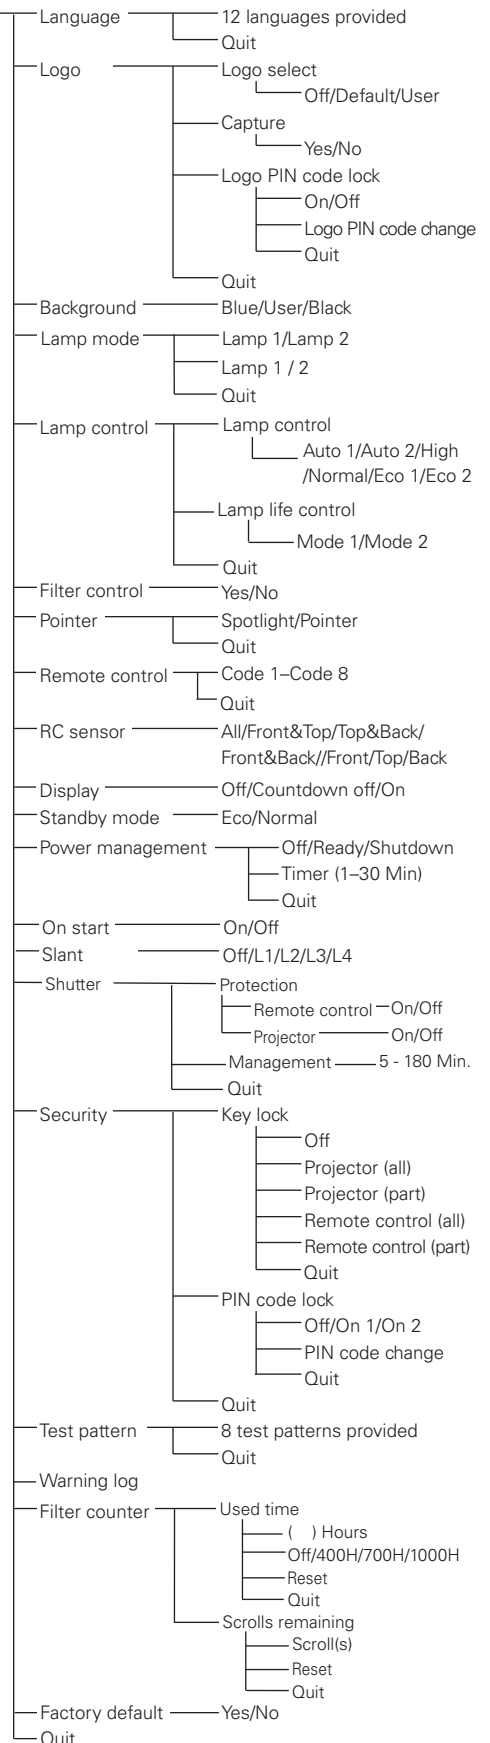 Language 12 languages provided
Quit
Logo Logo select
Off/Default/User
Capture
Yes/No
Logo PIN code lock
On/Off
Logo PIN code change
Quit
Quit
Background Blue/User/Black
Lamp mode Lamp 1/Lamp 2
Lamp 1 / 2
Quit
Lamp control Lamp control
Auto 1/Auto 2/High
/Normal/Eco 1/Eco 2
Lamp life control
Mode 1/Mode 2
Quit
Filter control Yes/No
Pointer Spotlight/Pointer
Quit
Remote control Code 1–Code 8
Quit
RC sensor All/Front&Top/Top&Back/
Front&Back//Front/Top/Back
Display Off/Countdown off/On
Standby mode Eco/Normal
Power management Off/Ready/Shutdown
Timer (1–30 Min)
Quit
On start On/Off
Slant Off/L1/L2/L3/L4
Shutter Protection
Remote control On/Off
Projector On/Off
Management 5 - 180 Min.
Quit
Security Key lock
Off
Projector (all)
Projector (part)
Remote control (all)
Remote control (part)
Quit
PIN code lock
Off/On 1/On 2
PIN code change
Quit
Quit
Test pattern 8 test patterns provided
Quit
Warning log
Filter counter Used time
( ) Hours
Off/400H/700H/1000H
Reset
Quit
Scrolls remaining
Scroll(s)
Reset
Quit
Factory default Yes/No
Quit